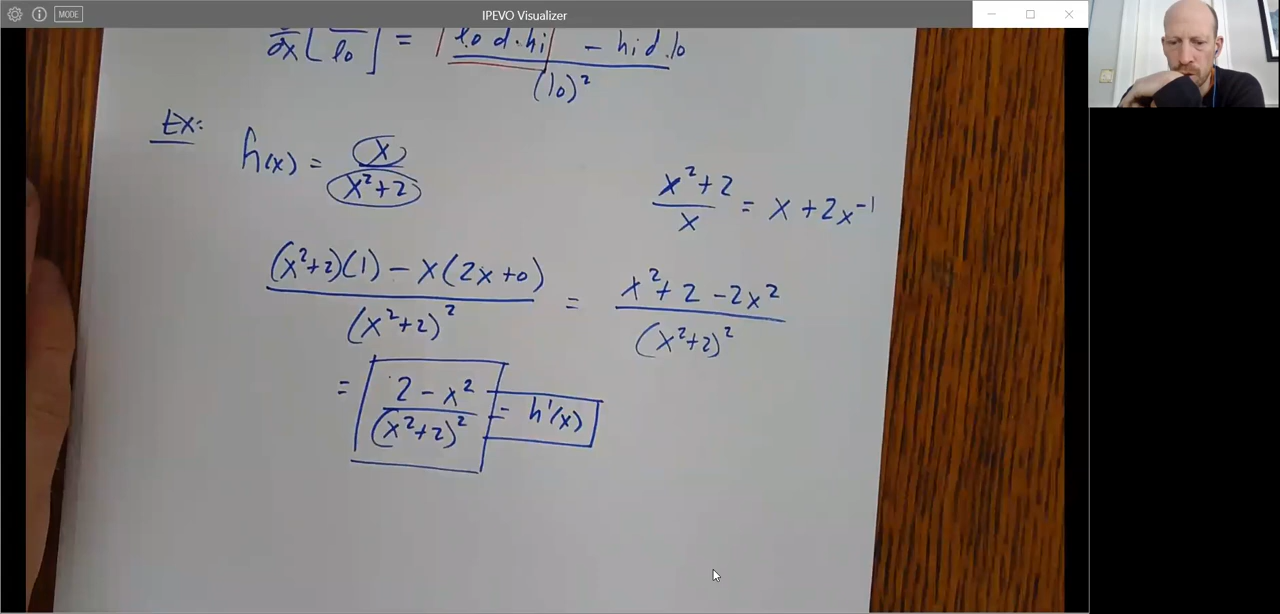 MODE
IPEVO Visualizer
d/dx [hi/lo] = (lo d·hi - hi d·lo)/(lo)²
Ex:
h(x) = x/(x²+2)
(x²+2)/x = x + 2x⁻¹
((x²+2)(1) - x(2x+0))/(x²+2)² = (x²+2-2x²)/(x²+2)²
= (2-x²)/(x²+2)² = h'(x)